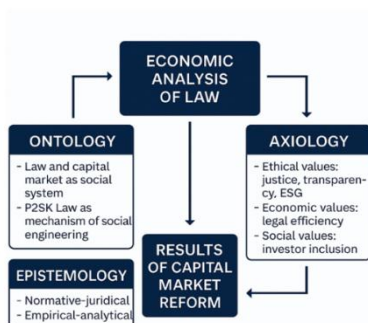 ECONOMIC
ANALYSIS
OF LAW
ONTOLOGY
- Law and capital
market as social
system
- P2SK Law as
mechanism of social
engineering
EPISTEMOLOGY
- Normative-juridical
- Empirical-analytical
RESULTS
OF CAPITAL
MARKET
REFORM
AXIOLOGY
- Ethical values:
justice, transparen-
cy, ESG
- Economic values:
legal efficiency
- Social values:
investor inclusion